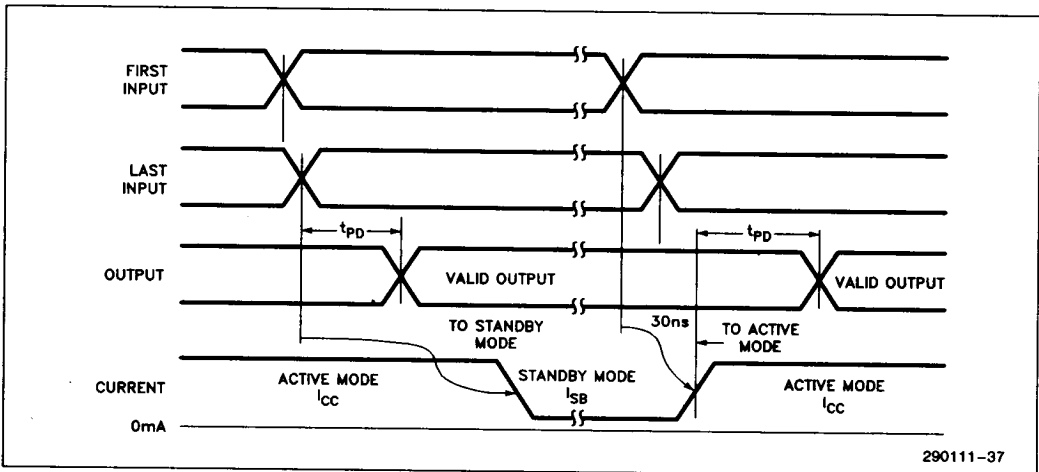 FIRST
INPUT
LAST
INPUT
tPD
tPD
OUTPUT
VALID OUTPUT
VALID OUTPUT
TO STANDBY
MODE
30ns
TO ACTIVE
MODE
CURRENT
ACTIVE MODE
ICC
STANDBY MODE
ISB
ACTIVE MODE
ICC
0mA
290111-37